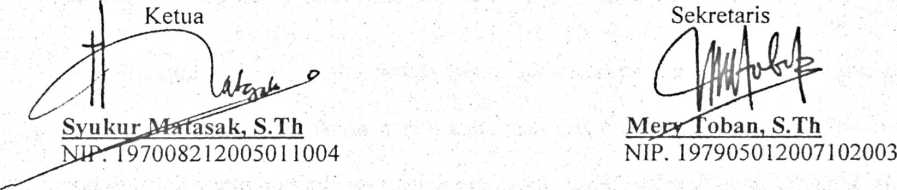 Ketua
Sekretaris
Syukur Matasak, S.Th
Mery Toban, S.Th
NIP. 197008212005011004
NIP. 197905012007102003